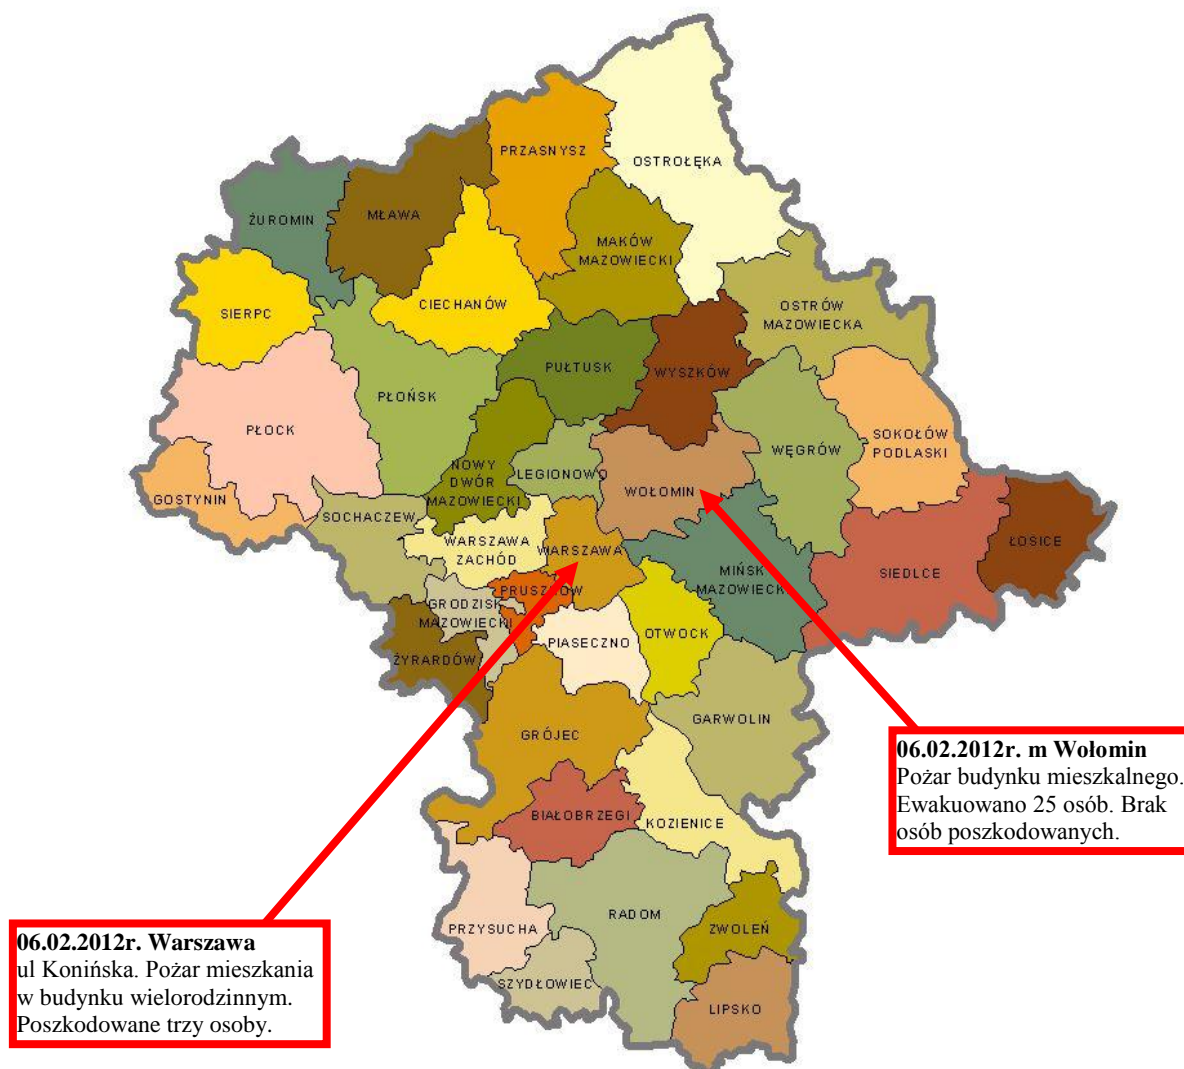 PRZASNYSZ
OSTROŁĘKA
ŻUROMIN
MŁAWA
MAKÓW
MAZOWIECKI
CIECHANÓW
SIERPC
OSTRÓW
MAZOWIECKA
PUŁTUSK
WYSZKÓW
PŁOŃSK
PŁOCK
SOKOŁÓW
PODLASKI
WĘGRÓW
NOWY
DWÓR
MAZOWIECKI
LEGIONOWO
WOŁOMIN
GOSTYNIN
SOCHACZEW
WARSZAWA
ZACHÓD
WARSZAWA
ŁOSICE
SIEDLCE
MIŃSK
MAZOWIECKI
PRUSZKÓW
GRODZISK
MAZOWIECKI
OTWOCK
PIASECZNO
ŻYRARDÓW
GARWOLIN
GRÓJEC
06.02.2012r. m Wołomin
Pożar budynku mieszkalnego.
Ewakuowano 25 osób. Brak
osób poszkodowanych.
BIAŁOBRZEGI
KOZIENICE
RADOM
ZWOLEŃ
PRZYSUCHA
06.02.2012r. Warszawa
ul Konińska. Pożar mieszkania
w budynku wielorodzinnym.
Poszkodowane trzy osoby.
SZYDŁOWIEC
LIPSKO